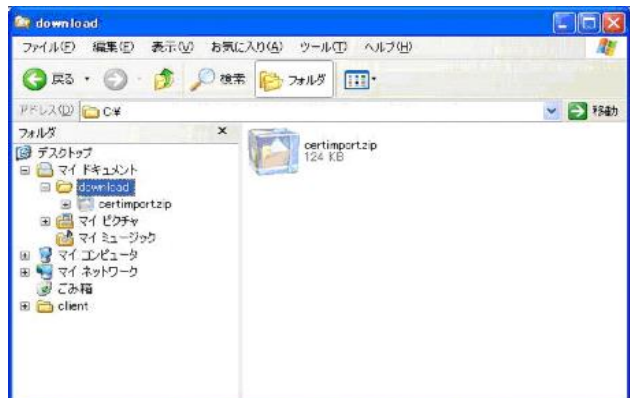 download
ファイル(F) 編集(E) 表示(V) お気に入り(A) ツール(T) ヘルプ(H)
戻る 検索 フォルダ
アドレス(D) C:¥ 移動
フォルダ ×
デスクトップ
マイ ドキュメント
download
certimport.zip
マイ ピクチャ
マイ ミュージック
マイ コンピュータ
マイ ネットワーク
ごみ箱
client
certimport.zip
124 KB